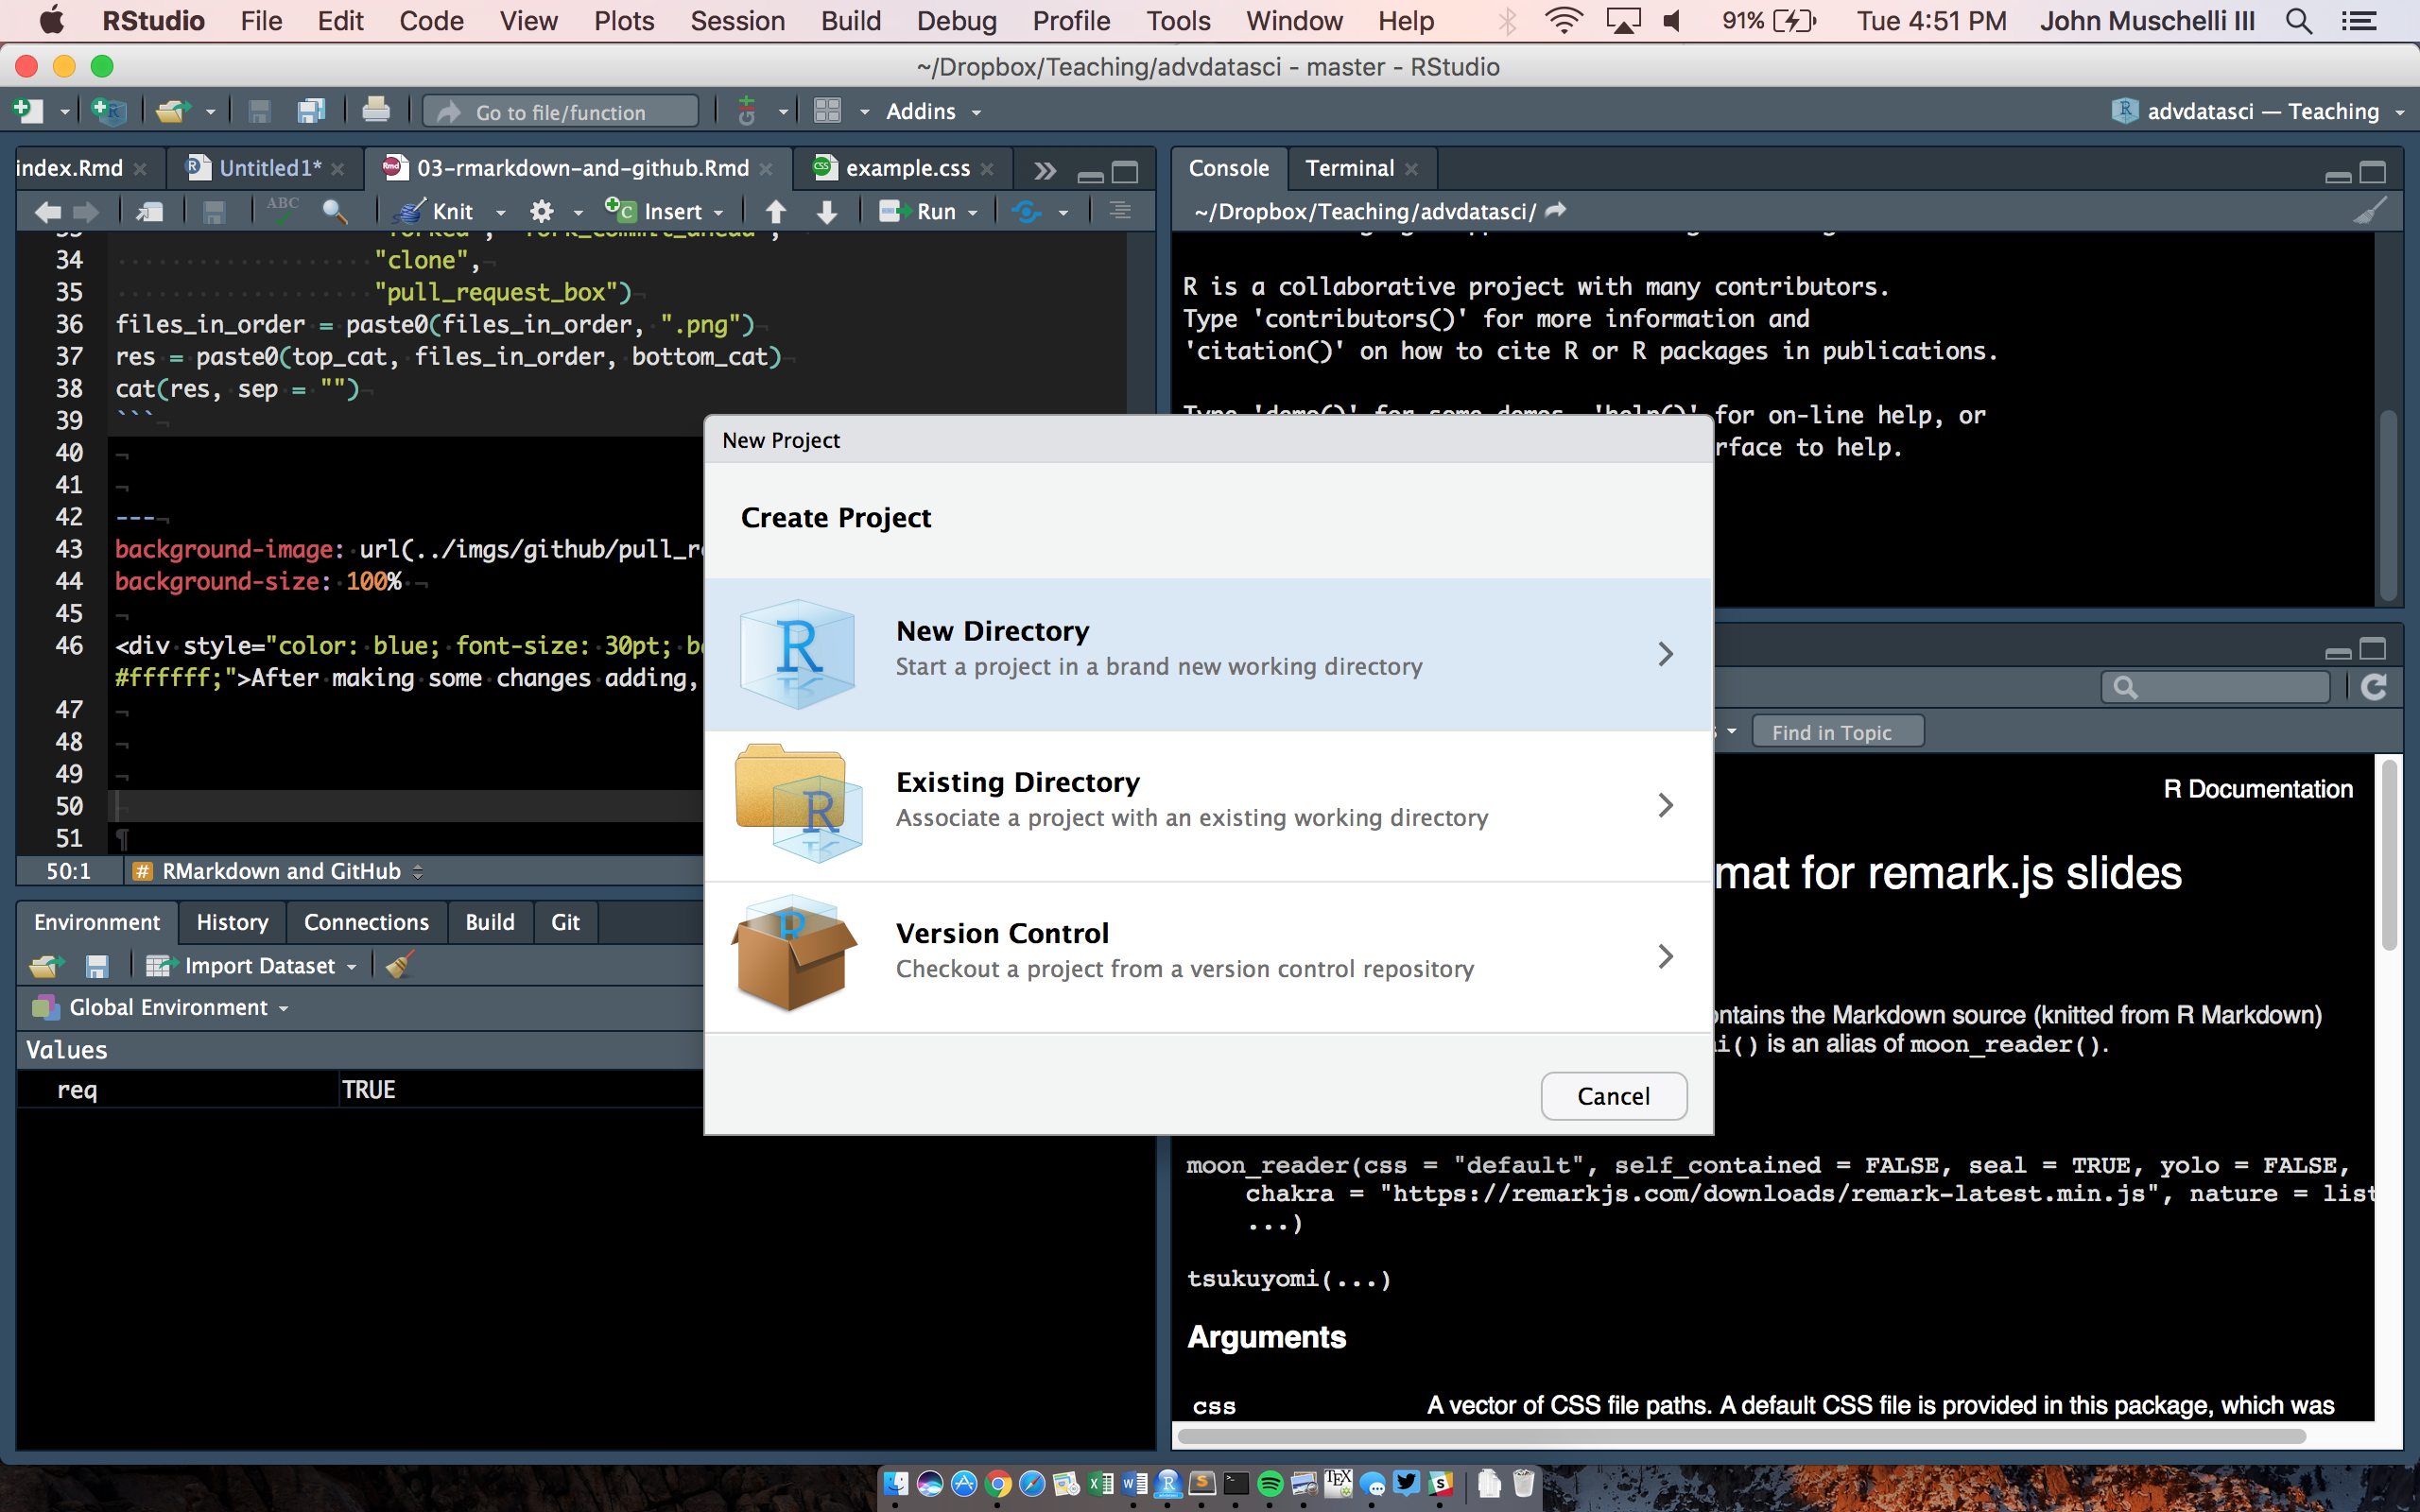 RStudio File Edit Code View Plots Session Build Debug Profile Tools Window Help 91% Tue 4:51 PM John Muschelli III
~/Dropbox/Teaching/advdatasci - master - RStudio
Go to file/function Addins advdatasci — Teaching
index.Rmd Untitled1* 03-rmarkdown-and-github.Rmd example.css
ABC Knit Insert Run
34 "clone",
35 "pull_request_box")
36 files_in_order = paste0(files_in_order, ".png")
37 res = paste0(top_cat, files_in_order, bottom_cat)
38 cat(res, sep = "")
39 ```
40
41
42 ---
43 background-image: url(../imgs/github/pull_r
44 background-size: 100%
45
46 <div style="color: blue; font-size: 30pt; b
#ffffff;">After making some changes adding,
47
48
49
50
51
50:1 # RMarkdown and GitHub
Environment History Connections Build Git
Import Dataset
Global Environment
Values
req TRUE
Console Terminal
~/Dropbox/Teaching/advdatasci/
R is a collaborative project with many contributors.
Type 'contributors()' for more information and
'citation()' on how to cite R or R packages in publications.
Type 'demo()' for some demos, 'help()' for on-line help, or
rface to help.
New Project
Create Project
New Directory
Start a project in a brand new working directory
Existing Directory
Associate a project with an existing working directory
Version Control
Checkout a project from a version control repository
Cancel
Find in Topic
R Documentation
mat for remark.js slides
ontains the Markdown source (knitted from R Markdown)
i() is an alias of moon_reader().
moon_reader(css = "default", self_contained = FALSE, seal = TRUE, yolo = FALSE,
chakra = "https://remarkjs.com/downloads/remark-latest.min.js", nature = list
...)
tsukuyomi(...)
Arguments
css A vector of CSS file paths. A default CSS file is provided in this package, which was